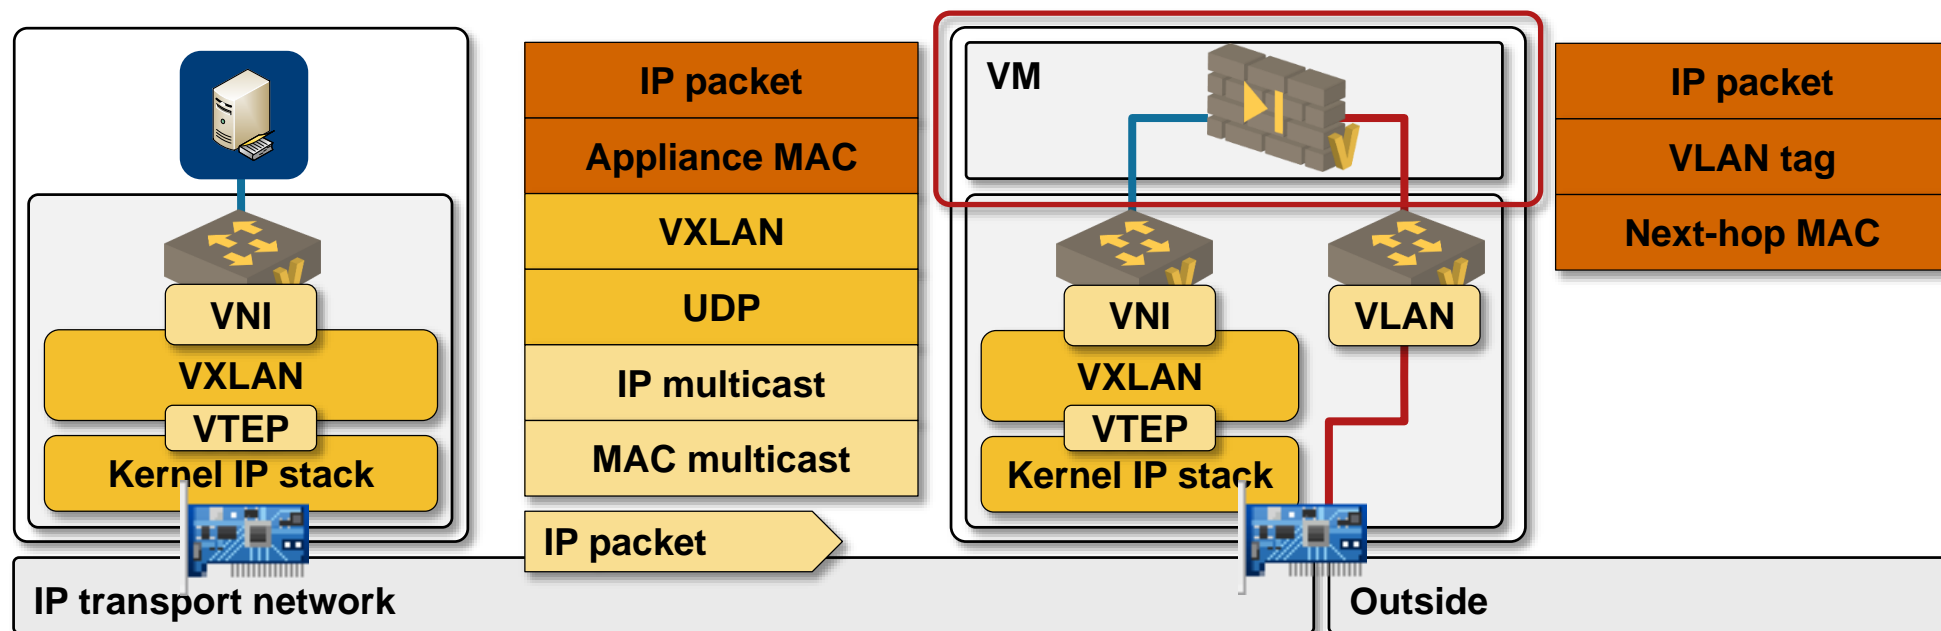 VNI
VXLAN
VTEP
Kernel IP stack
IP packet
Appliance MAC
VXLAN
UDP
IP multicast
MAC multicast
IP packet
VM
VNI
VLAN
VXLAN
VTEP
Kernel IP stack
IP packet
VLAN tag
Next-hop MAC
IP transport network
Outside